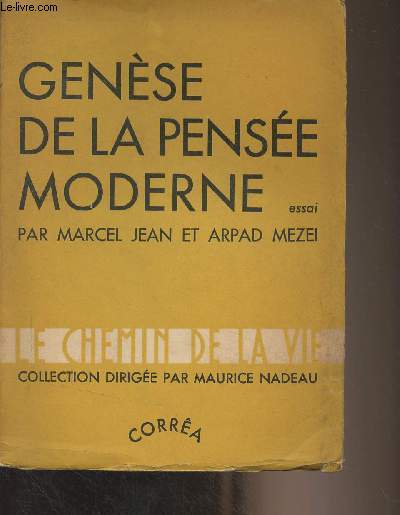 Le-livre.com
GENÈSE
DE LA PENSÉE
MODERNE essai
PAR MARCEL JEAN ET ARPAD MEZEI
LE CHEMIN DE LA VIE
COLLECTION DIRIGÉE PAR MAURICE NADEAU
CORRÊA